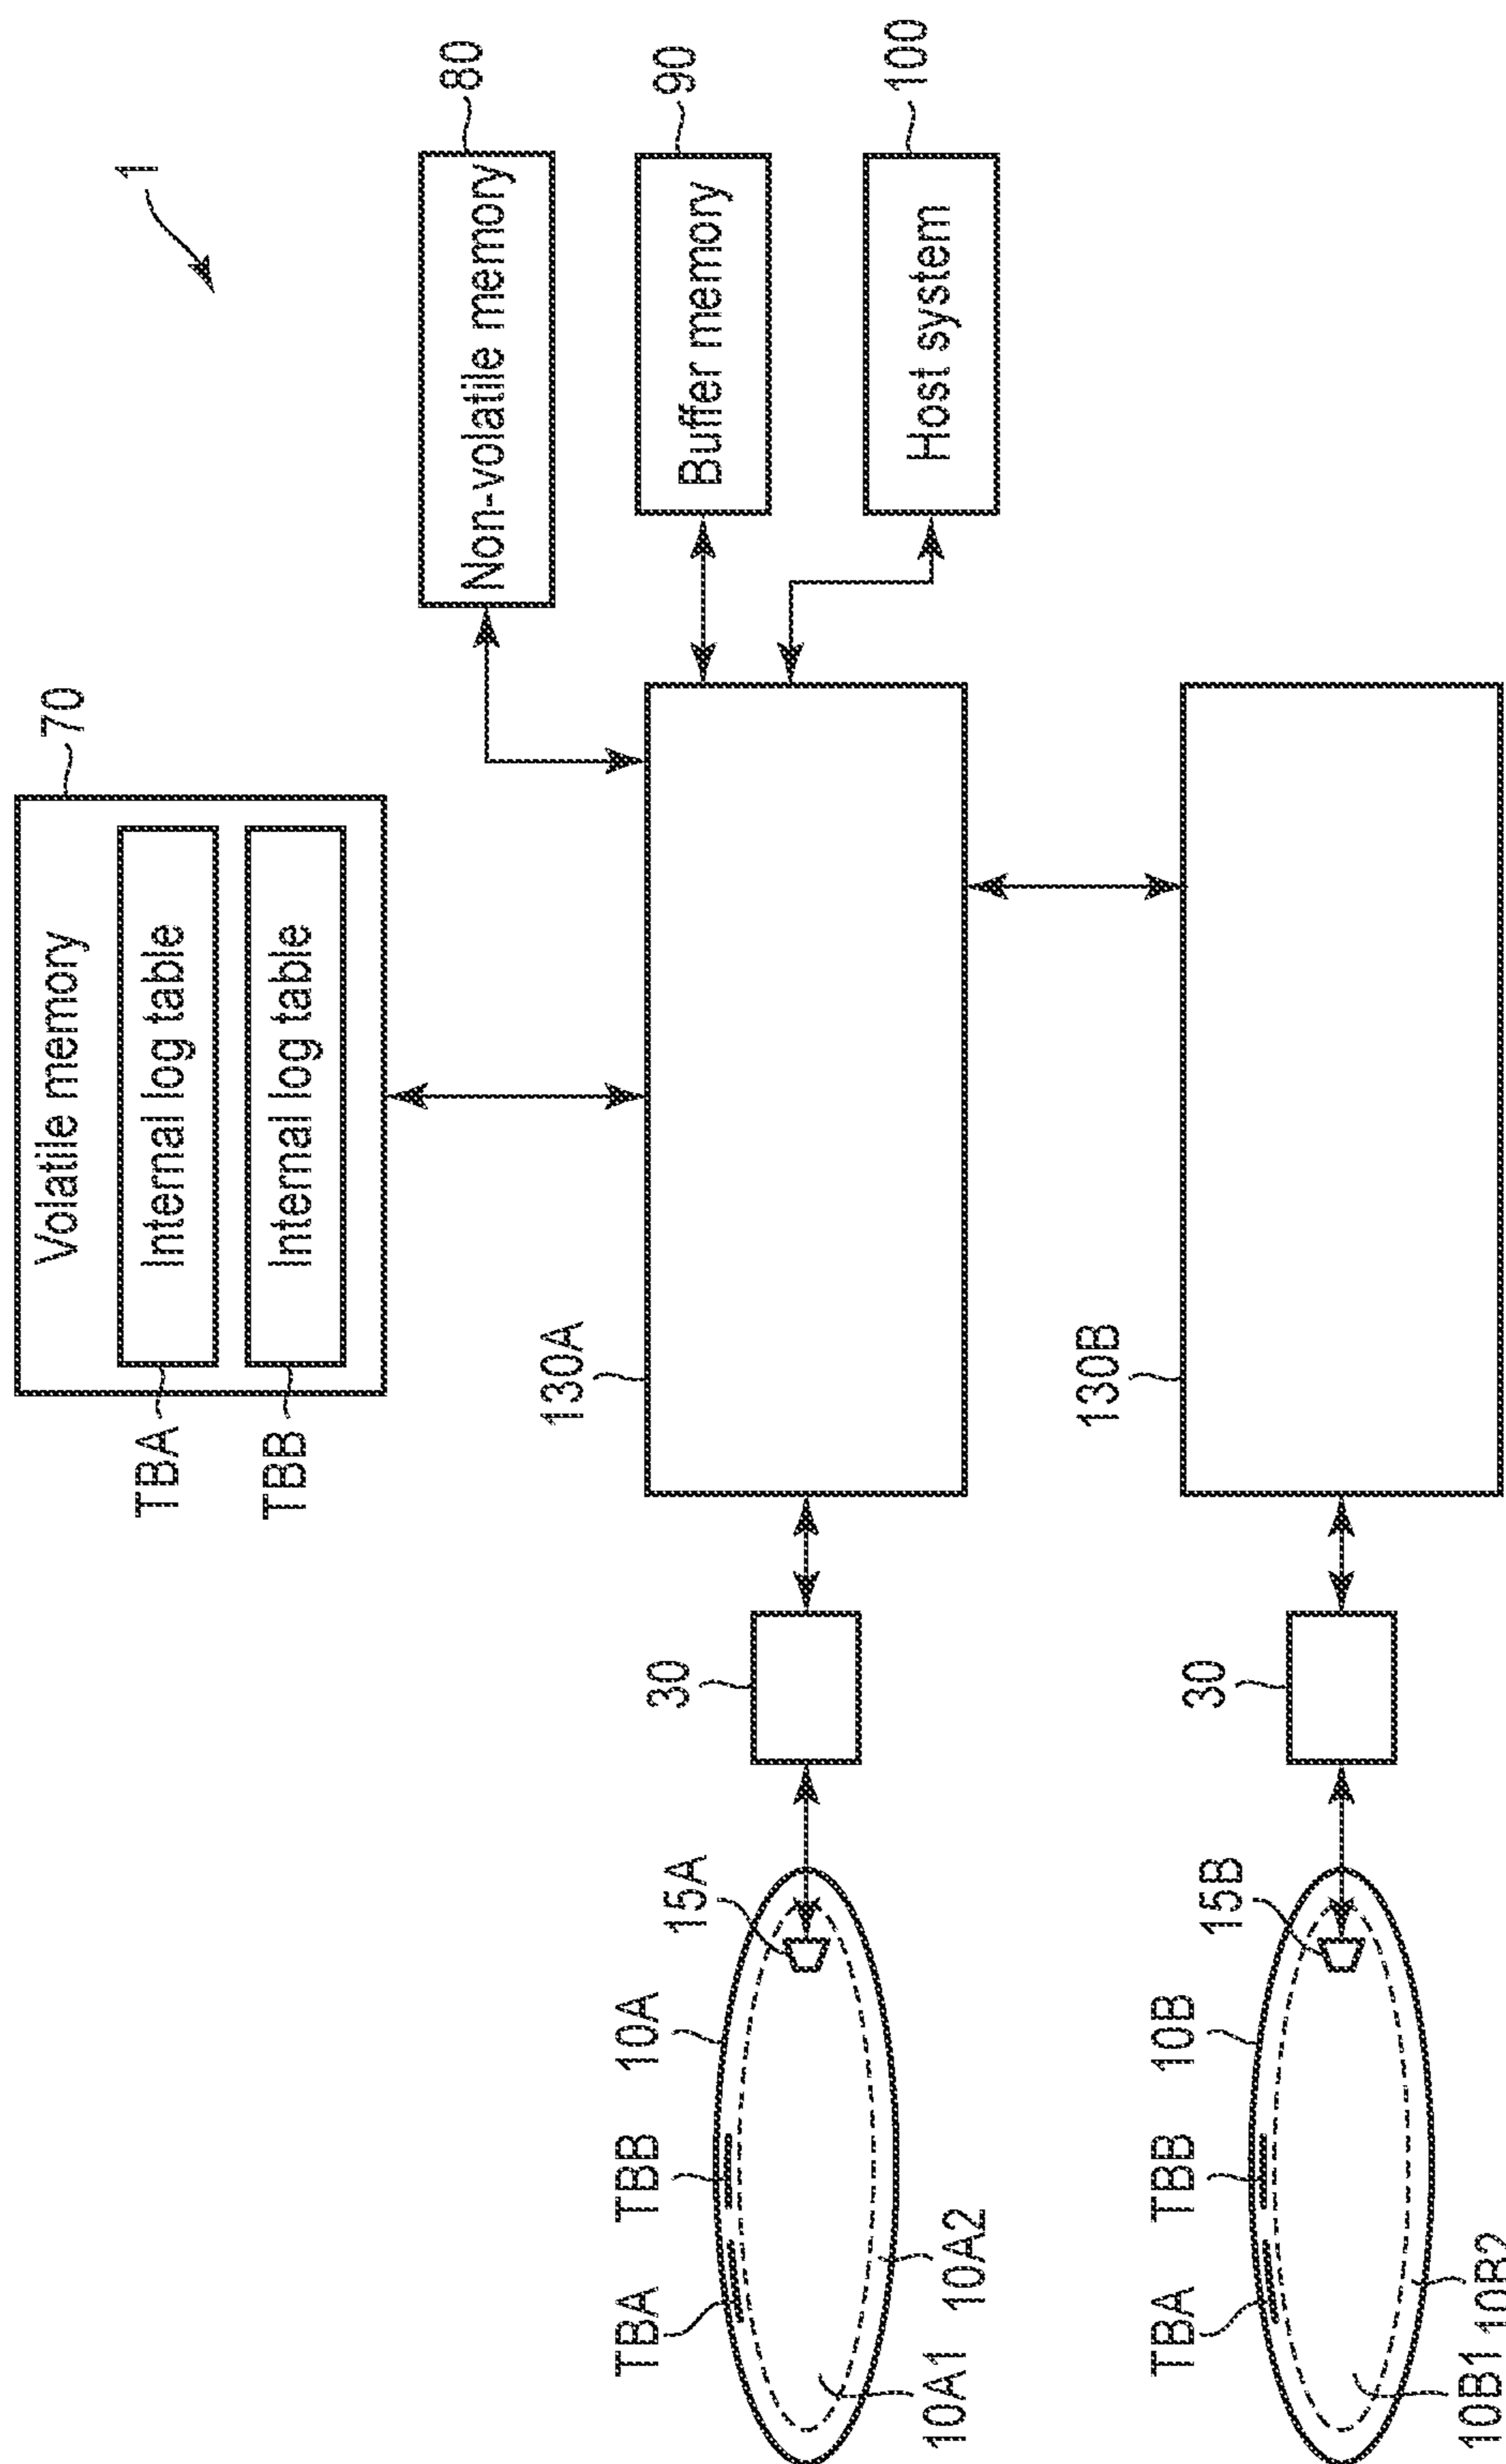 1
70
Volatile memory
TBA
Internal log table
TBB
Internal log table
Non-volatile memory
80
Buffer memory
90
Host system
100
130A
30
15A
10A
TBB
TBA
10A1
10A2
130B
30
15B
10B
TBB
TBA
10B1
10B2